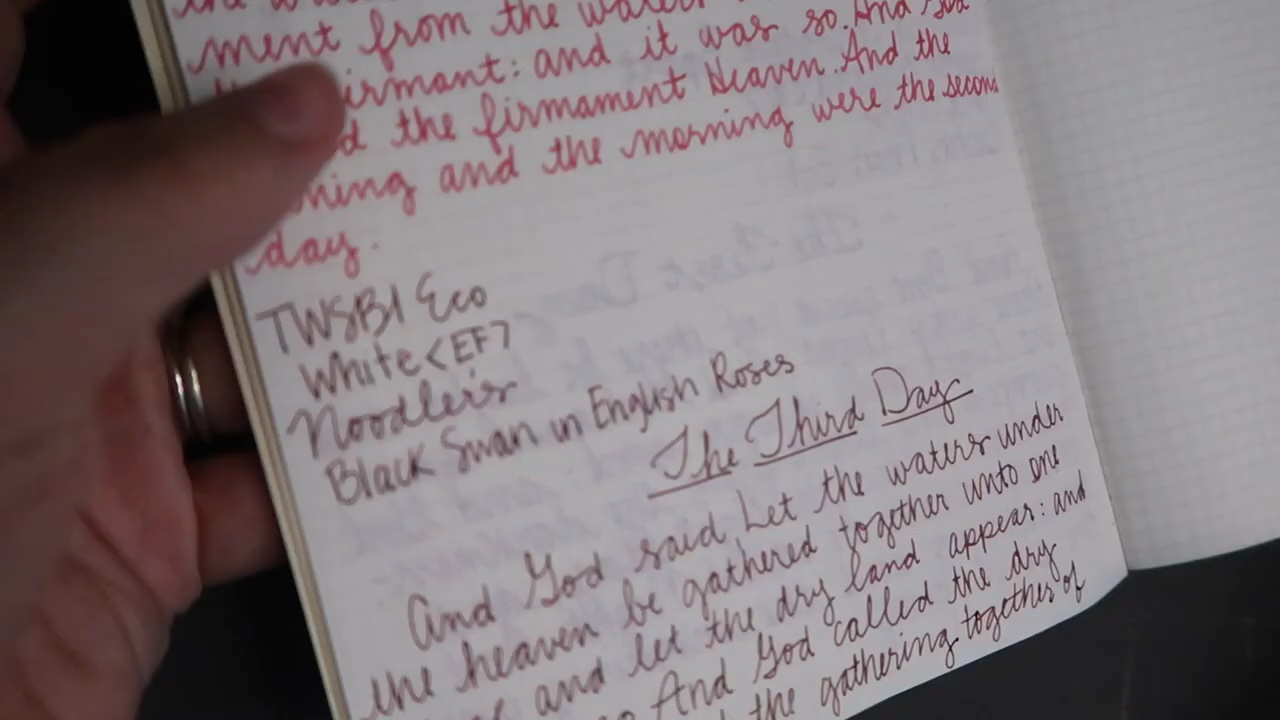 ment from the water
firmant: and it was so. And God
the firmament Heaven. And the
and the morning were the second
day.
TWSBI Eco
White <EF>
Noodler's
Black Swan in English Roses
The Third Day
And God said, Let the waters under
the heaven be gathered together unto one
and let the dry land appear: and
so And God called the dry
the gathering together of